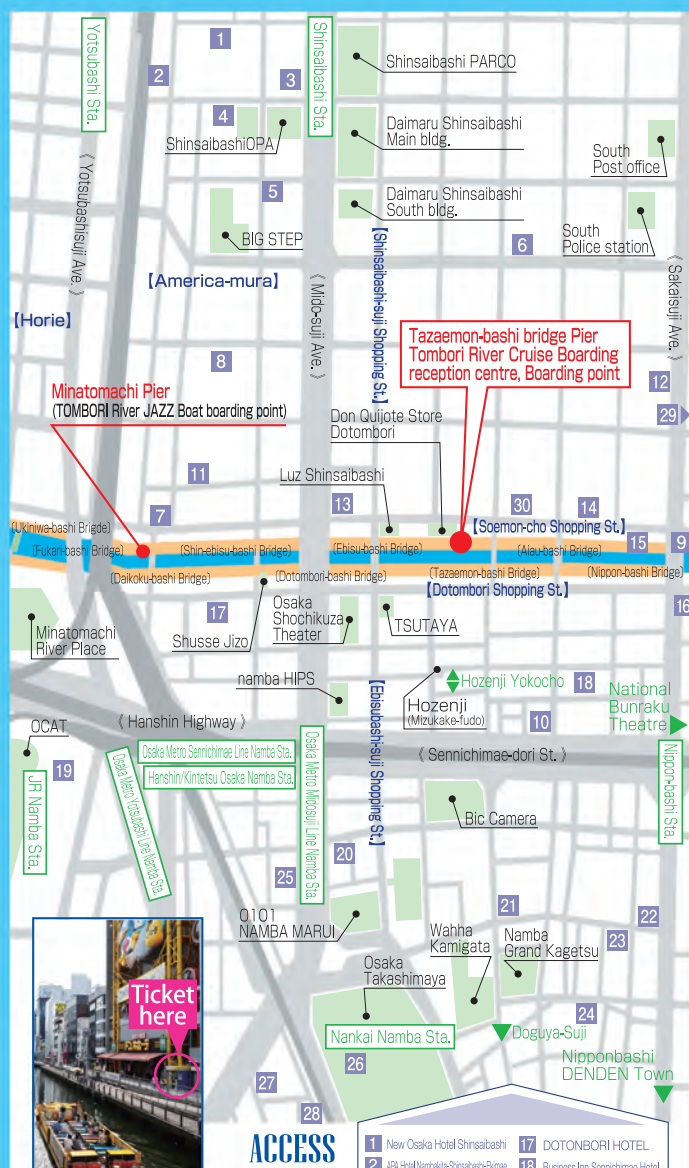 1
Yotsubashi Sta.
2
3
Shinsaibashi Sta.
Shinsaibashi PARCO
4
ShinsaibashiOPA
Daimaru Shinsaibashi
Main bldg.
South
Post office
《 Yotsubashisuji Ave. 》
5
BIG STEP
Daimaru Shinsaibashi
South bldg.
6
South
Police station
【America-mura】
《 Mido-suji Ave. 》
【Shinsaibashi-suji Shopping St.】
《 Sakaisuji Ave. 》
【Horie】
8
Tazaemon-bashi bridge Pier
Tombori River Cruise Boarding
reception centre, Boarding point
12
29
Minatomachi Pier
(TOMBORI River JAZZ Boat boarding point)
Don Quijote Store
Dotombori
11
Luz Shinsaibashi
7
13
30
14
【Soemon-cho Shopping St.】
(Ukiniwa-bashi Brigde)
(Fukari-bashi Bridge)
(Shin-ebisu-bashi Bridge)
(Ebisu-bashi Bridge)
(Aiau-bashi Bridge)
15
9
(Daikoku-bashi Bridge)
(Dotombori-bashi Bridge)
(Tazaemon-bashi Bridge)
(Nippon-bashi Bridge)
【Dotombori Shopping St.】
16
17
Minatomachi
River Place
Shusse Jizo
Osaka
Shochikuza
Theater
TSUTAYA
namba HIPS
Hozenji Yokocho
18
Hozenji
(Mizukake-fudo)
National
Bunraku
Theatre
10
OCAT
《 Hanshin Highway 》
【Ebisubashi-suji Shopping St.】
《 Sennichimae-dori St. 》
19
JR Namba Sta.
Osaka Metro Sennichimae Line Namba Sta.
Hanshin/Kintetsu Osaka Namba Sta.
Osaka Metro Yotsubashi Line Namba Sta.
Osaka Metro Midosuji Line Namba Sta.
Nippon-bashi Sta.
Bic Camera
20
25
0101
NAMBA MARUI
21
22
23
Wahha
Kamigata
Namba
Grand Kagetsu
Osaka
Takashimaya
Ticket
here
24
Nankai Namba Sta.
Doguya-Suji
26
Nipponbashi
DENDEN Town
27
28
ACCESS
1 New Osaka Hotel Shinsaibashi
17 DOTONBORI HOTEL
2
18 Business Inn Sennichimae Hotel